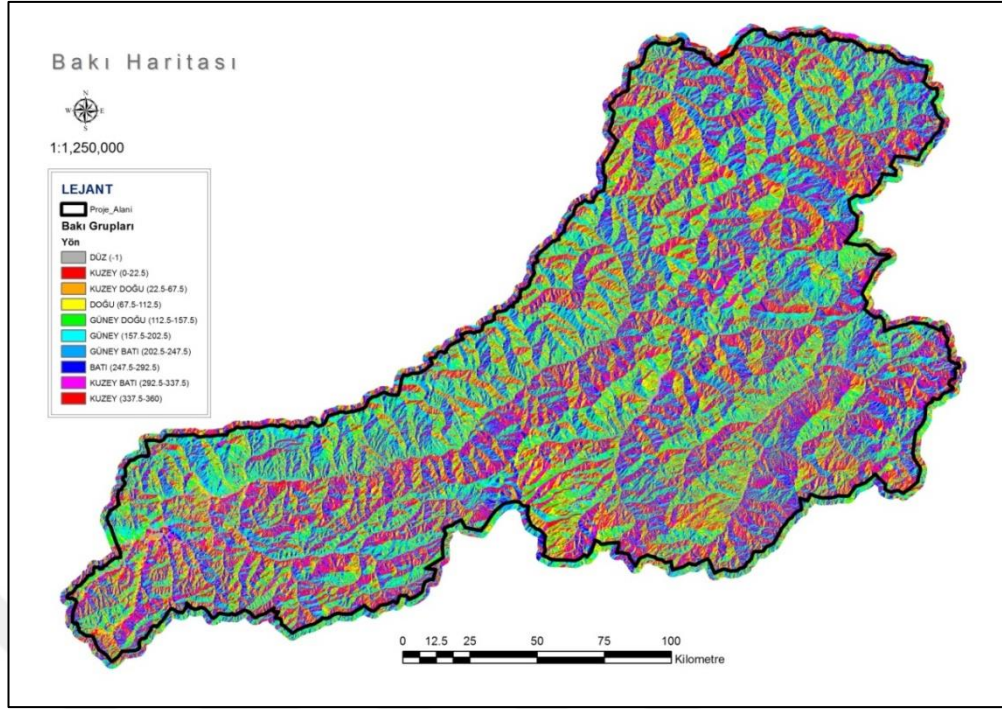 Bakı Haritası
N
W E
S
1:1,250,000
LEJANT
Proje_Alani
Bakı Grupları
Yön
DÜZ (-1)
KUZEY (0-22.5)
KUZEY DOĞU (22.5-67.5)
DOĞU (67.5-112.5)
GÜNEY DOĞU (112.5-157.5)
GÜNEY (157.5-202.5)
GÜNEY BATI (202.5-247.5)
BATI (247.5-292.5)
KUZEY BATI (292.5-337.5)
KUZEY (337.5-360)
0 12.5 25 50 75 100
Kilometre